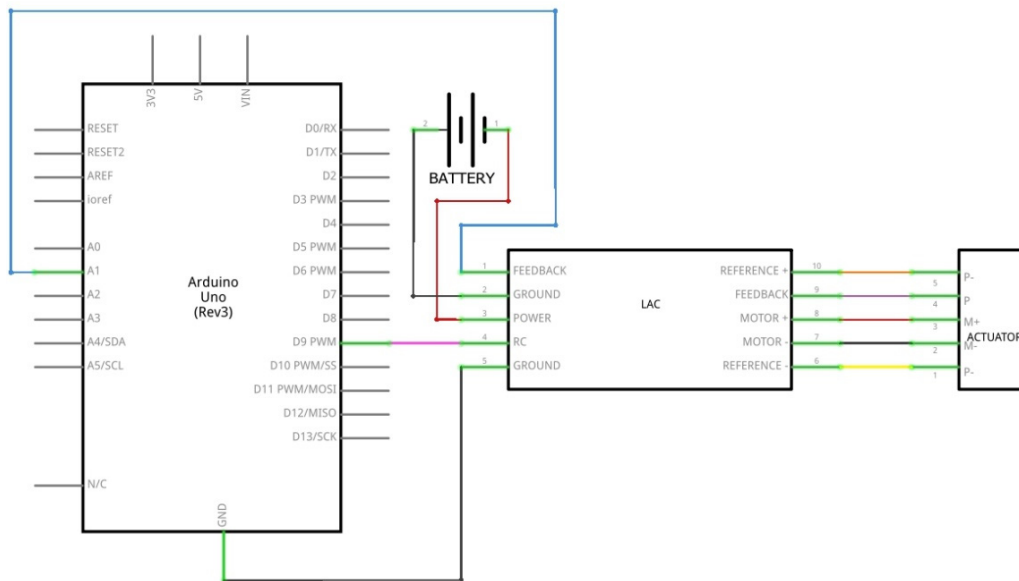 3V3
5V
VIN
RESET
RESET2
AREF
ioref
A0
A1
A2
A3
A4/SDA
A5/SCL
N/C
Arduino
Uno
(Rev3)
D0/RX
D1/TX
D2
D3 PWM
D4
D5 PWM
D6 PWM
D7
D8
D9 PWM
D10 PWM/SS
D11 PWM/MOSI
D12/MISO
D13/SCK
GND
2
1
BATTERY
1
2
3
4
5
FEEDBACK
GROUND
POWER
RC
GROUND
LAC
REFERENCE +
FEEDBACK
MOTOR +
MOTOR -
REFERENCE -
10
9
8
7
6
5
4
3
2
1
P-
P
M+
M-
P-
ACTUATOR